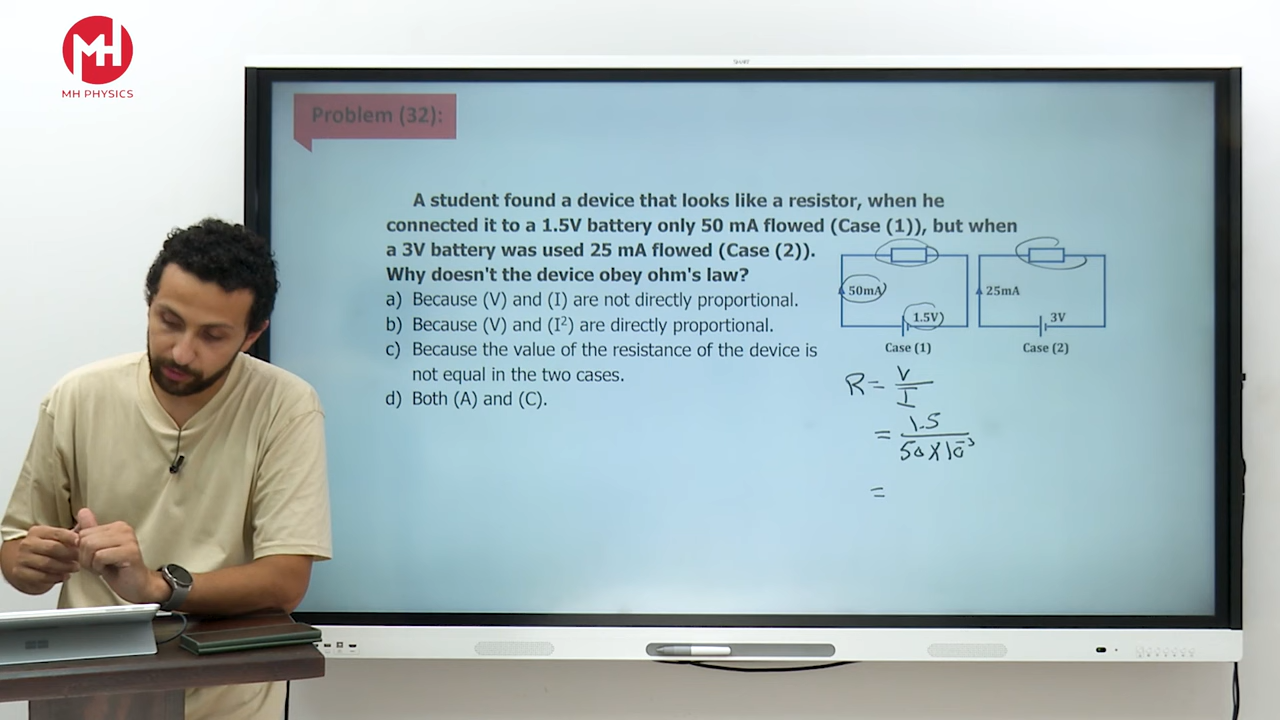 MH
MH PHYSICS
SMART
Problem (32):
A student found a device that looks like a resistor, when he
connected it to a 1.5V battery only 50 mA flowed (Case (1)), but when
a 3V battery was used 25 mA flowed (Case (2)).
Why doesn't the device obey ohm's law?
a) Because (V) and (I) are not directly proportional.
b) Because (V) and (I²) are directly proportional.
c) Because the value of the resistance of the device is
not equal in the two cases.
d) Both (A) and (C).
50mA
1.5V
Case (1)
25mA
3V
Case (2)
R = V / I
= 1.5 / 50 X 10⁻³
=